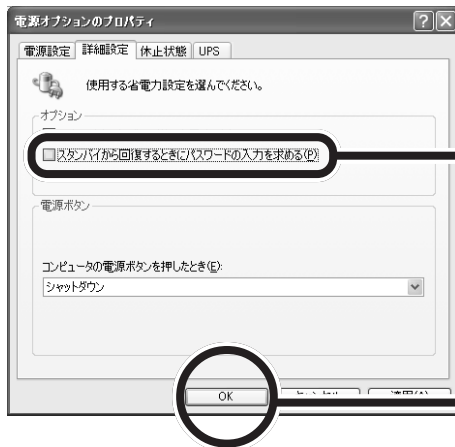 電源オプションのプロパティ
電源設定 詳細設定 休止状態 UPS
使用する省電力設定を選んでください。
オプション
スタンバイから回復するときにパスワードの入力を求める(P)
電源ボタン
コンピュータの電源ボタンを押したとき(E):
シャットダウン
OK